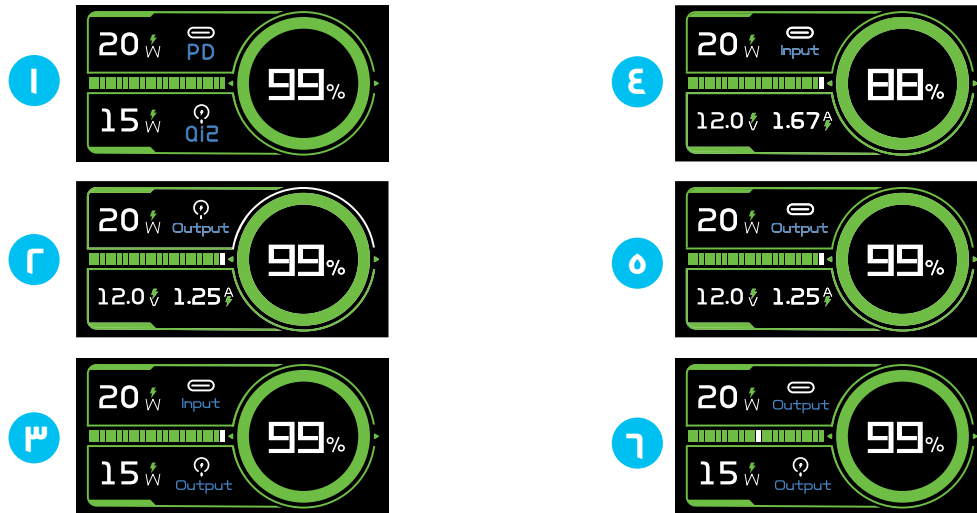 ١
20 W
PD
99%
15 W
Qi2
٢
20 W
Output
99%
12.0 V 1.25 A
٣
20 W
Input
99%
15 W
Output
٤
20 W
Input
88%
12.0 V 1.67 A
٥
20 W
Output
99%
12.0 V 1.25 A
٦
20 W
Output
99%
15 W
Output